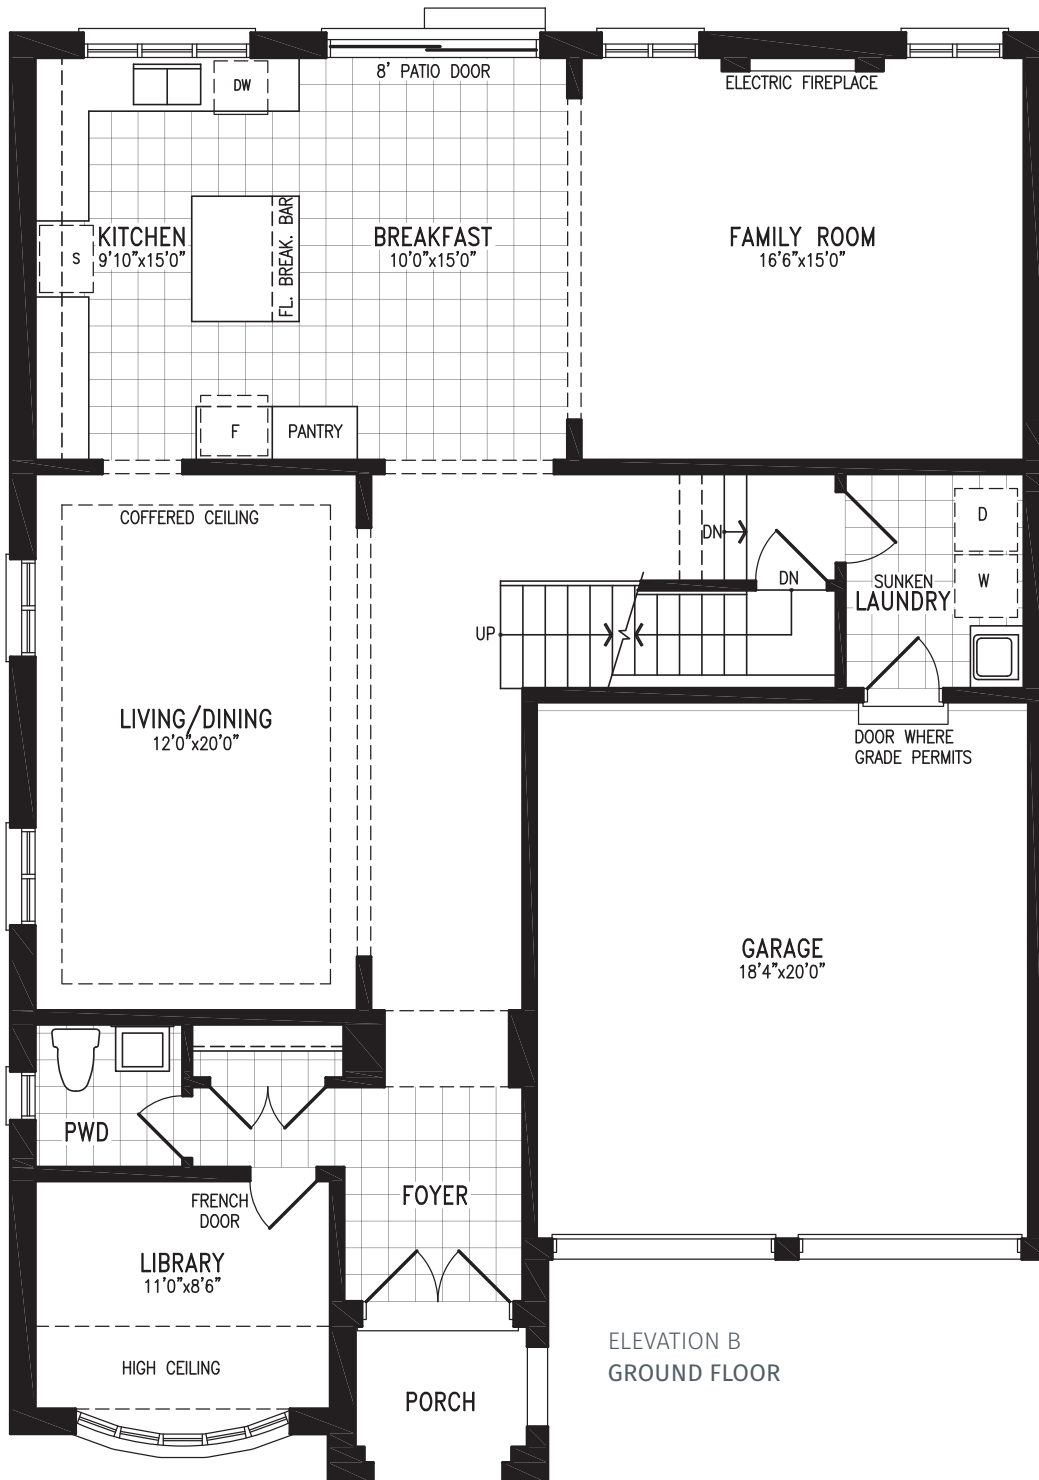 8' PATIO DOOR
ELECTRIC FIREPLACE
DW
KITCHEN
9'10"x15'0"
S
FL. BREAK. BAR
BREAKFAST
10'0"x15'0"
FAMILY ROOM
16'6"x15'0"
F
PANTRY
COFFERED CEILING
LIVING/DINING
12'0"x20'0"
UP
DN
DN
D
W
SUNKEN
LAUNDRY
DOOR WHERE
GRADE PERMITS
GARAGE
18'4"x20'0"
PWD
FRENCH
DOOR
FOYER
LIBRARY
11'0"x8'6"
HIGH CEILING
PORCH
ELEVATION B
GROUND FLOOR